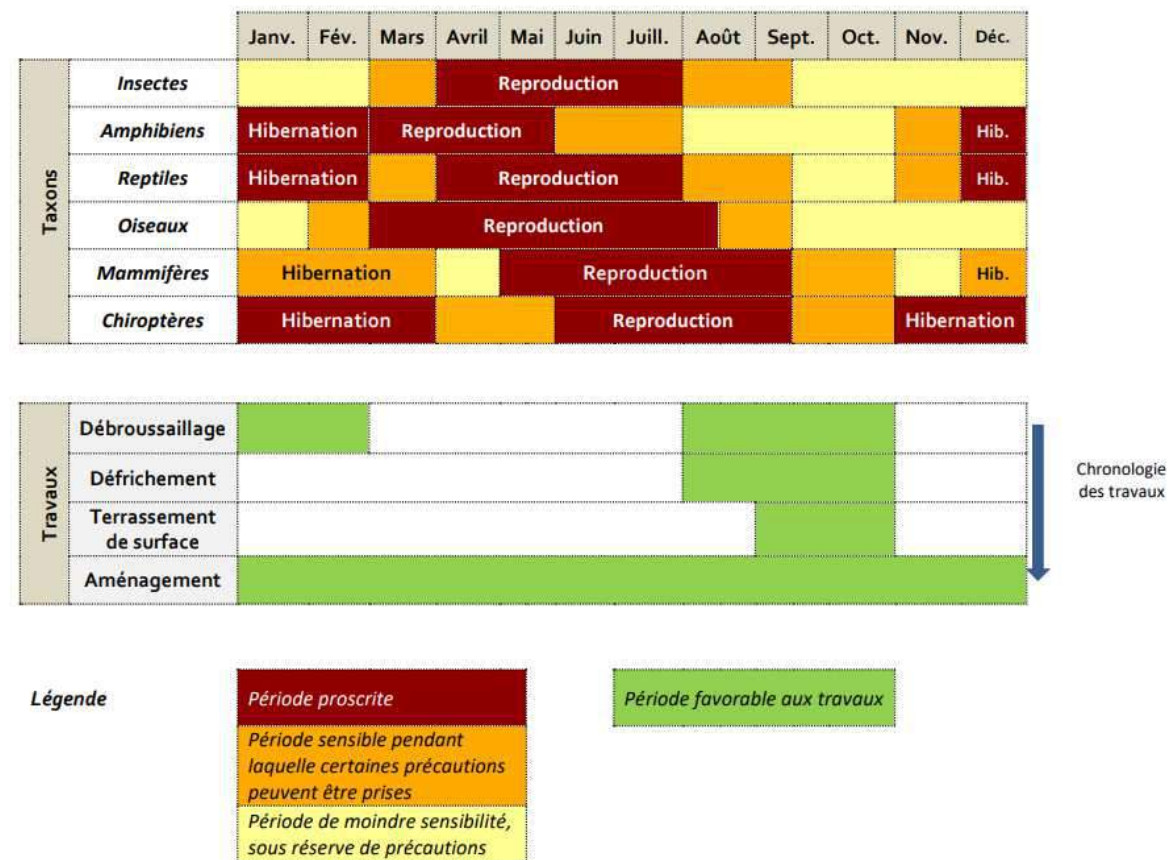 Janv. Fév. Mars Avril Mai Juin Juill. Août Sept. Oct. Nov. Déc.
Taxons
Insectes Reproduction
Amphibiens Hibernation Reproduction Hib.
Reptiles Hibernation Reproduction Hib.
Oiseaux Reproduction
Mammifères Hibernation Reproduction Hib.
Chiroptères Hibernation Reproduction Hibernation
Travaux
Débroussaillage
Défrichement
Terrassement
de surface
Aménagement
Chronologie
des travaux
Légende
Période proscrite
Période sensible pendant
laquelle certaines précautions
peuvent être prises
Période de moindre sensibilité,
sous réserve de précautions
Période favorable aux travaux